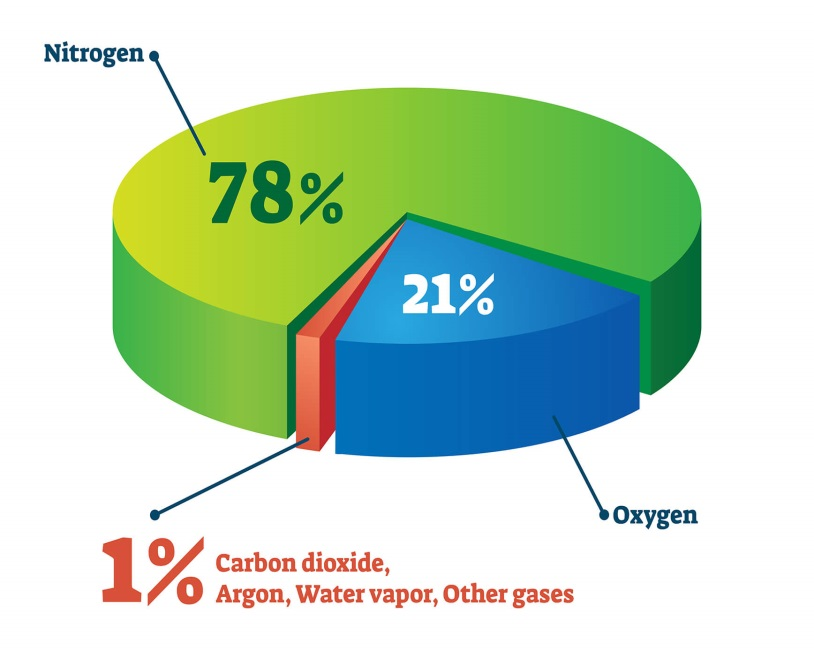 Nitrogen
78%
21%
Oxygen
1% Carbon dioxide,
Argon, Water vapor, Other gases